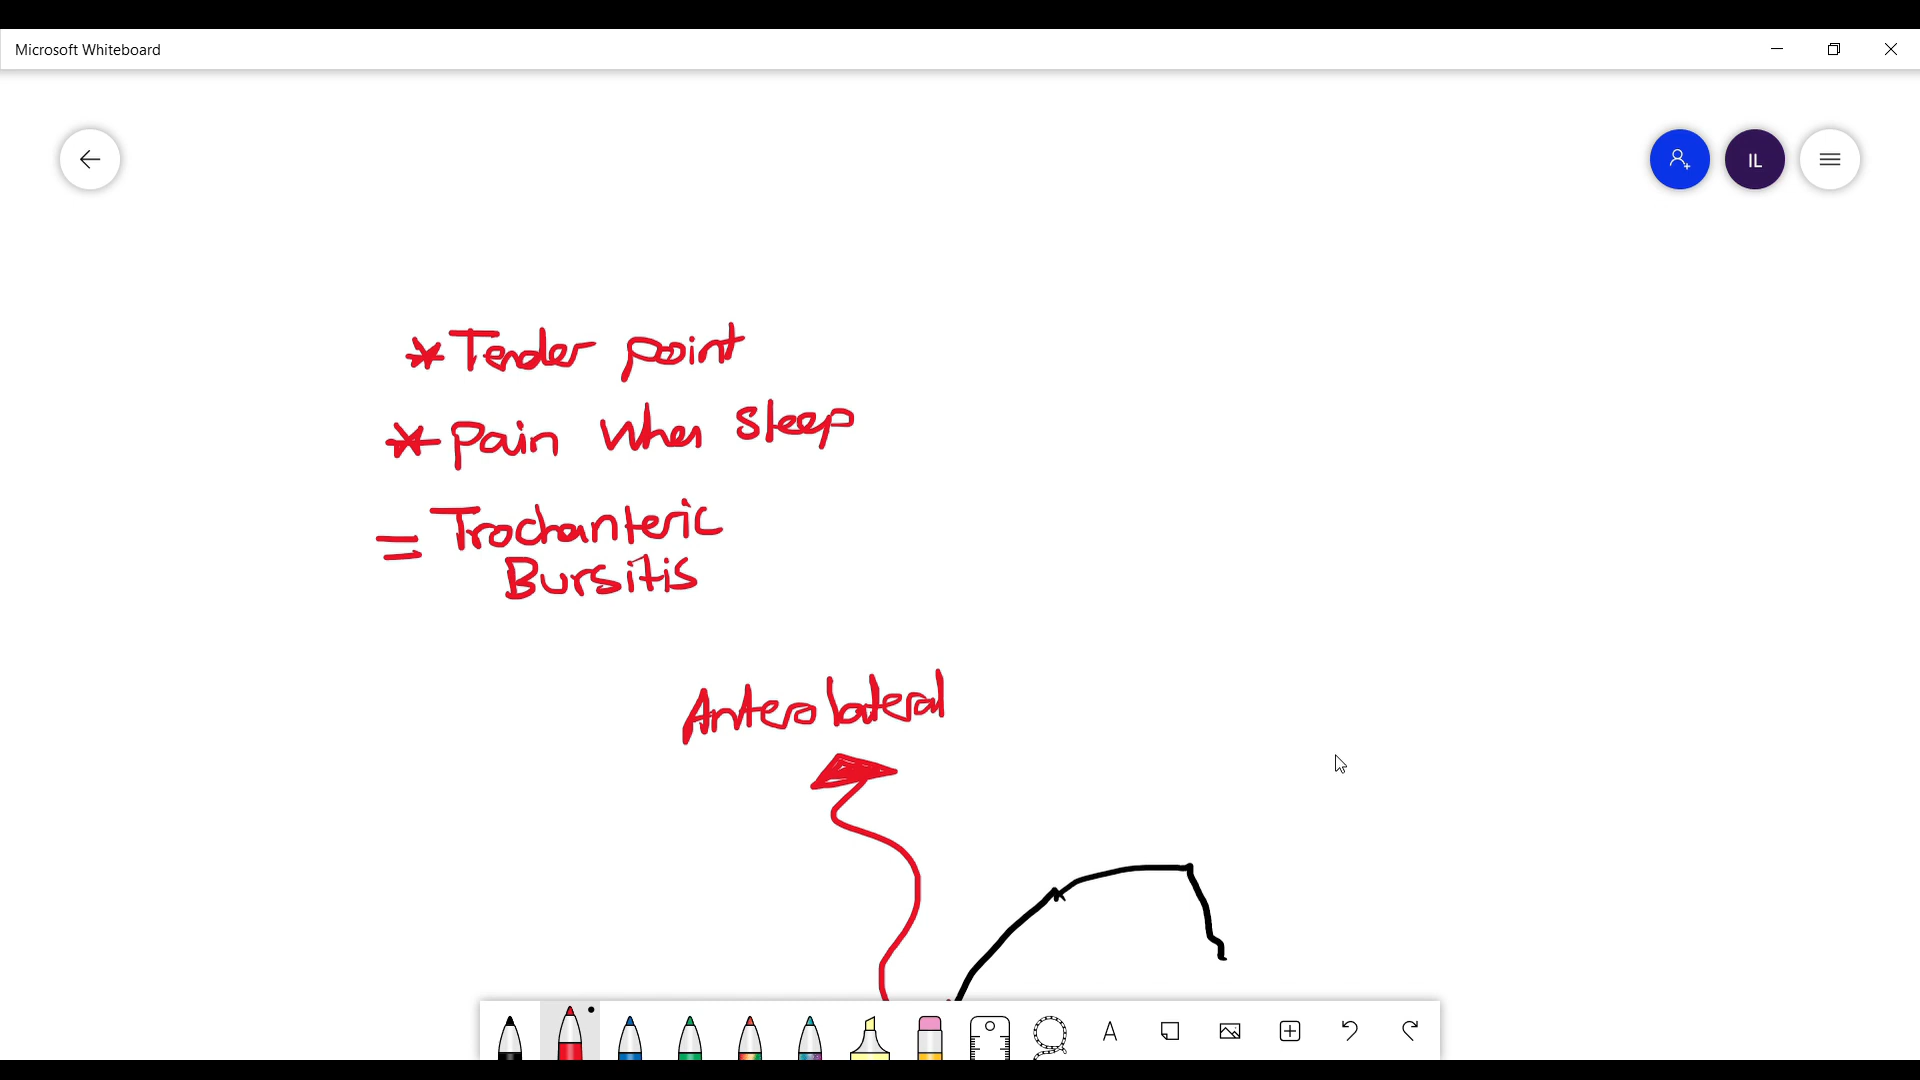 Microsoft Whiteboard
IL
* Tender point
* Pain when sleep
= Trochanteric
Bursitis
Anterolateral
A